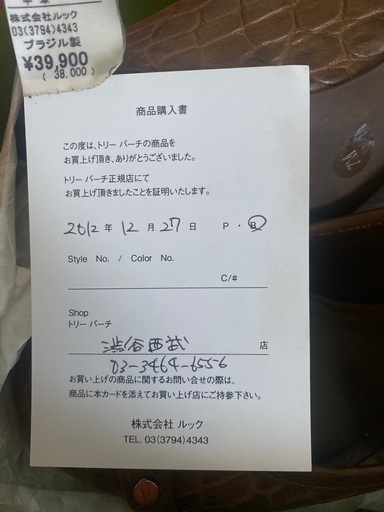 株式会社ルック
03(3794)4343
ブラジル製
¥39,900
( 38,000 )
商品購入書
この度は、トリー バーチの商品を
お買上げ頂き、ありがとうございました。
トリー バーチ正規店にて
お買上げ頂きましたことを証明いたします。
2012 年 12 月 27 日 P ・ B
Style No. / Color No.
C/#
Shop
トリー バーチ
渋谷西武 店
03-3464-6556
お買い上げの商品に関するお問い合せの際は、
商品に本カードを添えてお買い上げ店にご持参下さい。
株式会社 ルック
TEL. 03(3794)4343